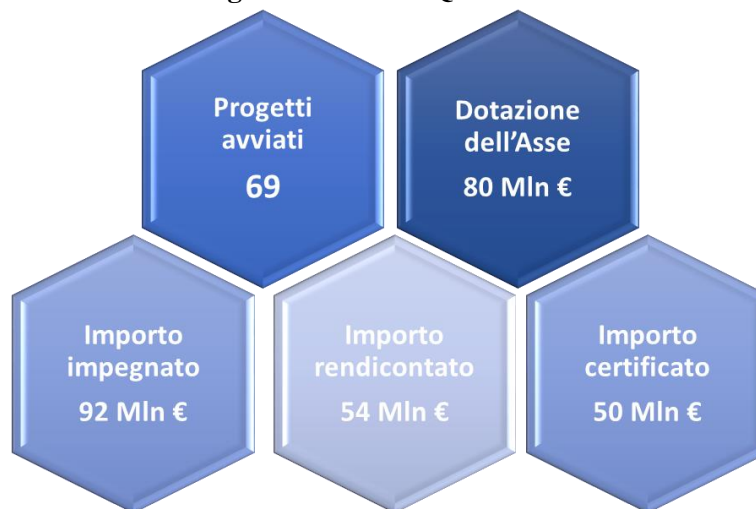 Progetti
avviati
69
Dotazione
dell’Asse
80 Mln €
Importo
impegnato
92 Mln €
Importo
rendicontato
54 Mln €
Importo
certificato
50 Mln €